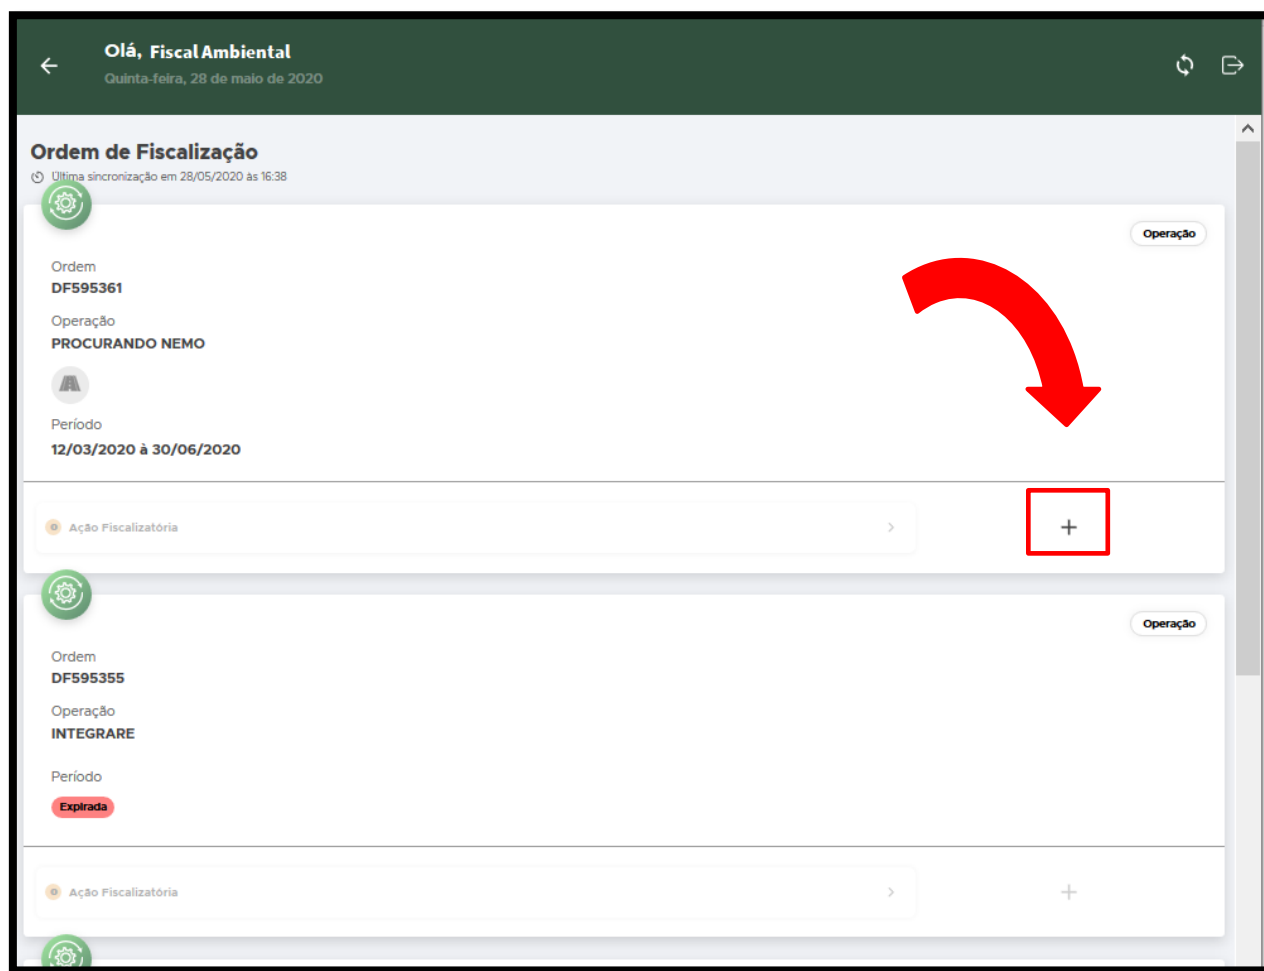 Olá, Fiscal Ambiental
Quinta-feira, 28 de maio de 2020
Ordem de Fiscalização
Última sincronização em 28/05/2020 às 16:38
Operação
Ordem
DF595361
Operação
PROCURANDO NEMO
Período
12/03/2020 à 30/06/2020
Ação Fiscalizatória
Operação
Ordem
DF595355
Operação
INTEGRARE
Período
Expirada
Ação Fiscalizatória